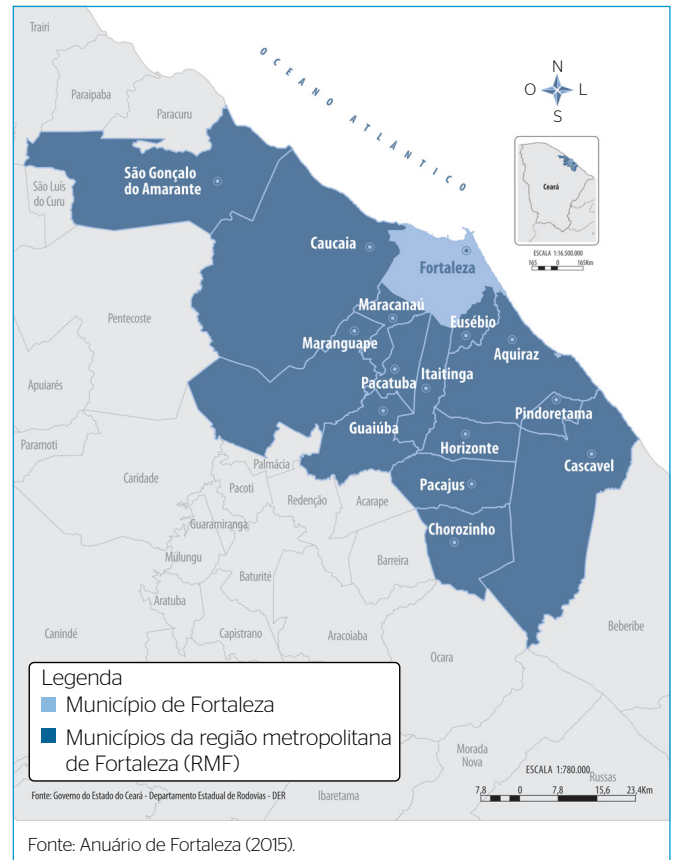 Trairi
Paraipaba
Paracuru
OCEANO ATLÂNTICO
N
O
L
S
São Gonçalo
do Amarante
São Luís
do Curu
Ceará
ESCALA 1:16.500.000
165 0 165Km
Caucaia
Fortaleza
Pentecoste
Maracanaú
Eusébio
Maranguape
Aquiraz
Itaitinga
Pacatuba
Apuiarés
Pindoretama
Guaiúba
Horizonte
Paramoti
Cascavel
Palmácia
Caridade
Pacoti
Redenção
Acarape
Pacajus
Guaramiranga
Chorozinho
Mulungu
Barreira
Baturité
Aratuba
Beberibe
Canindé
Capistrano
Aracoiaba
Ocara
Legenda
Município de Fortaleza
Municípios da região metropolitana
de Fortaleza (RMF)
Morada
Nova
ESCALA 1:780.000
Russas
7,8 0 7,8 15,6 23,4Km
Fonte: Governo do Estado do Ceará - Departamento Estadual de Rodovias - DER
Ibaretama
Fonte: Anuário de Fortaleza (2015).